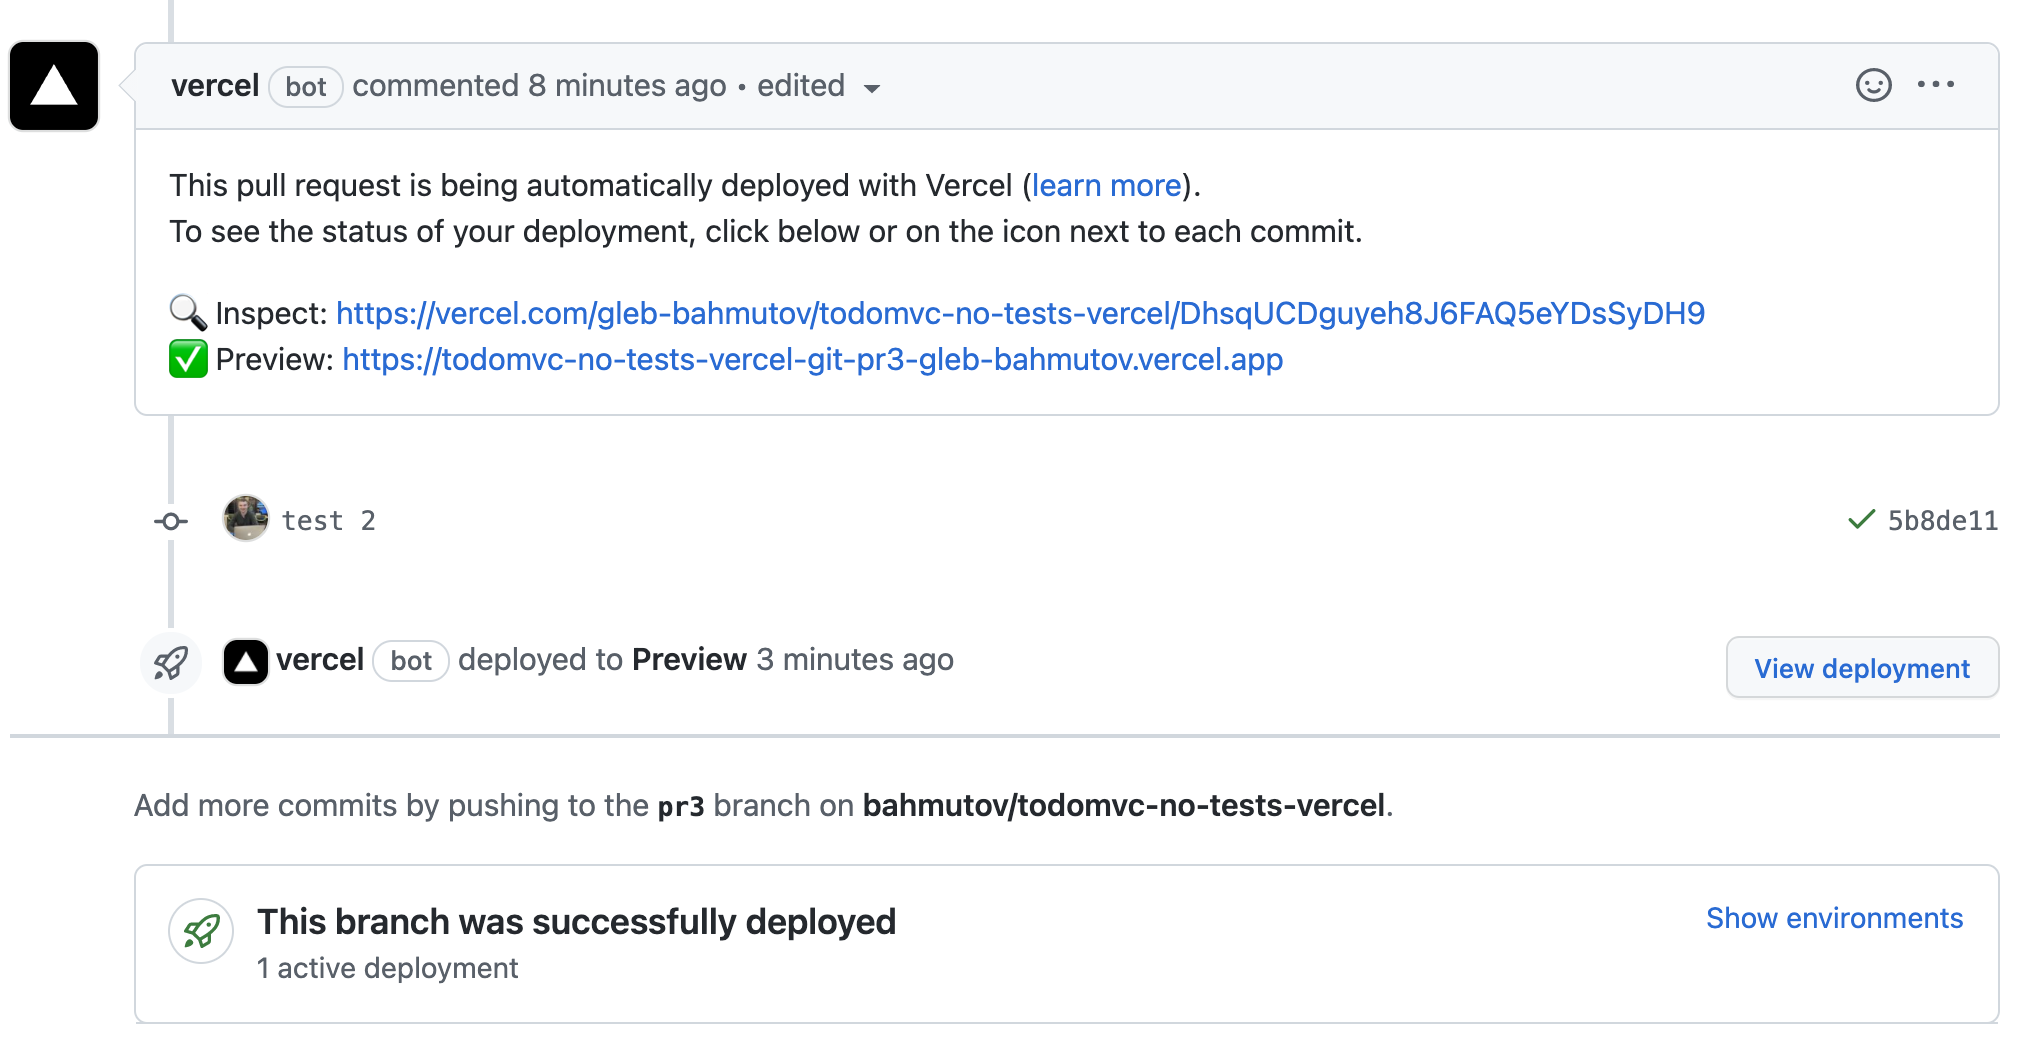 vercel bot commented 8 minutes ago • edited
This pull request is being automatically deployed with Vercel (learn more).
To see the status of your deployment, click below or on the icon next to each commit.
🔍 Inspect: https://vercel.com/gleb-bahmutov/todomvc-no-tests-vercel/DhsqUCDguyeh8J6FAQ5eYDsSyDH9
✅ Preview: https://todomvc-no-tests-vercel-git-pr3-gleb-bahmutov.vercel.app
test 2 5b8de11
vercel bot deployed to Preview 3 minutes ago View deployment
Add more commits by pushing to the pr3 branch on bahmutov/todomvc-no-tests-vercel.
This branch was successfully deployed Show environments
1 active deployment